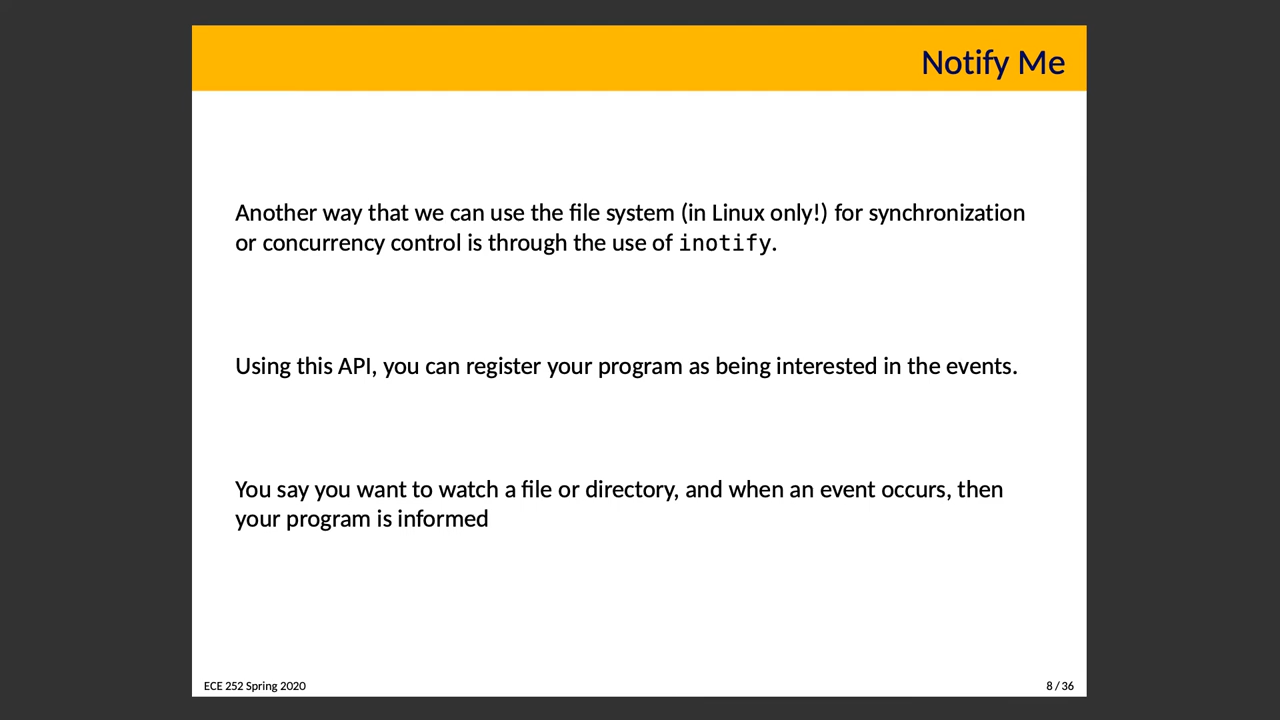 Notify Me
Another way that we can use the file system (in Linux only!) for synchronization
or concurrency control is through the use of inotify.
Using this API, you can register your program as being interested in the events.
You say you want to watch a file or directory, and when an event occurs, then
your program is informed
ECE 252 Spring 2020
8 / 36